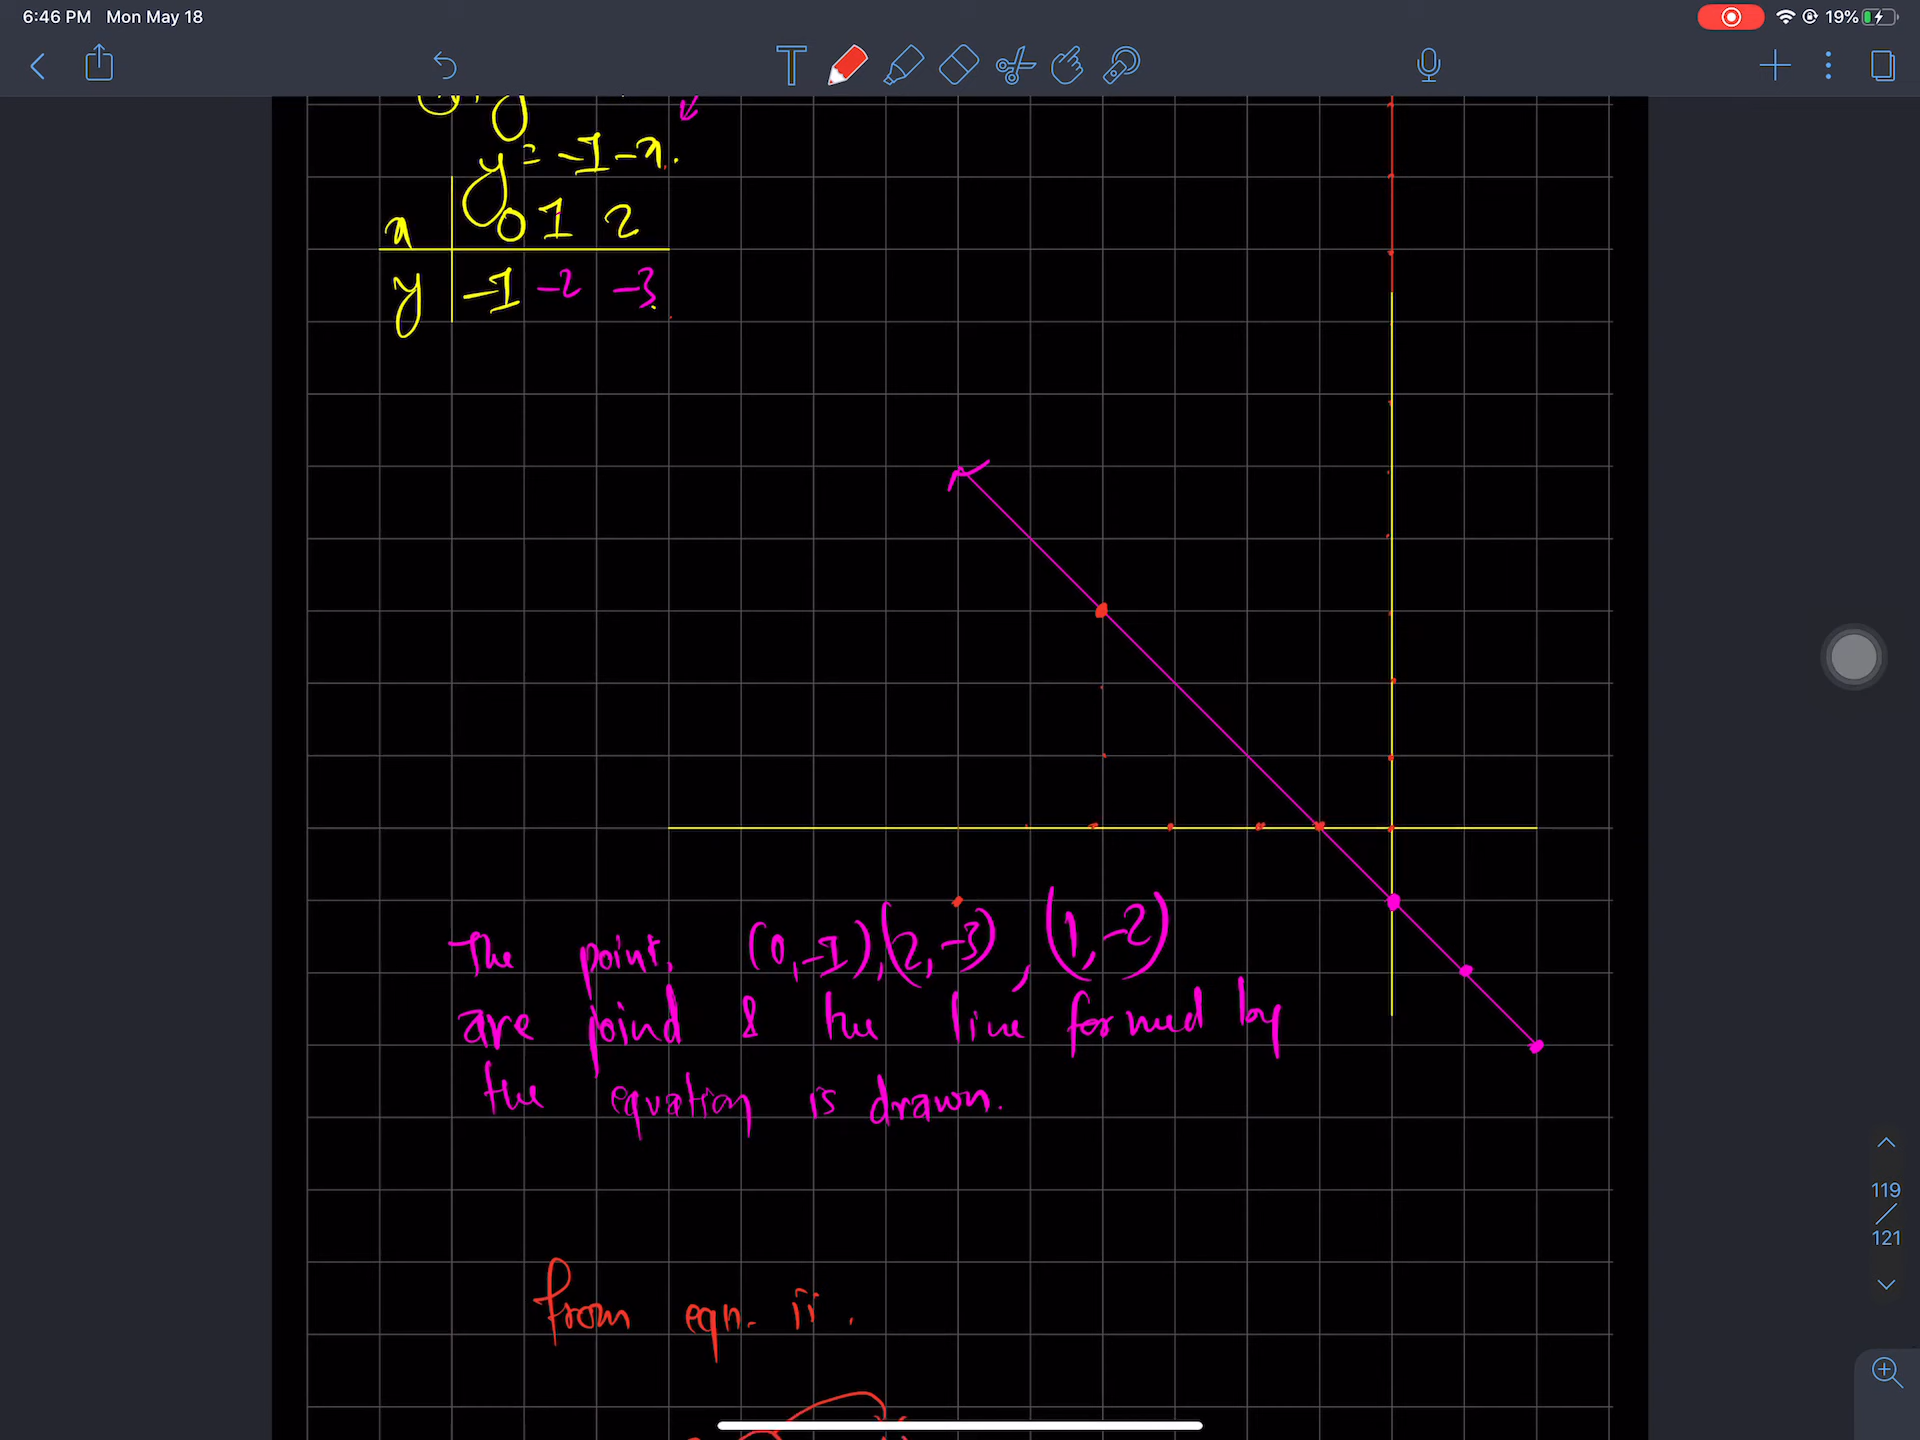 6:46 PM Mon May 18
19%
y = -1 - x.
x 0 1 2
y -1 -2 -3
The point, (0, -1), (2, -3), (1, -2)
are joind & the line formed by
the equation is drawn.
119
/
121
from eqn. ii.